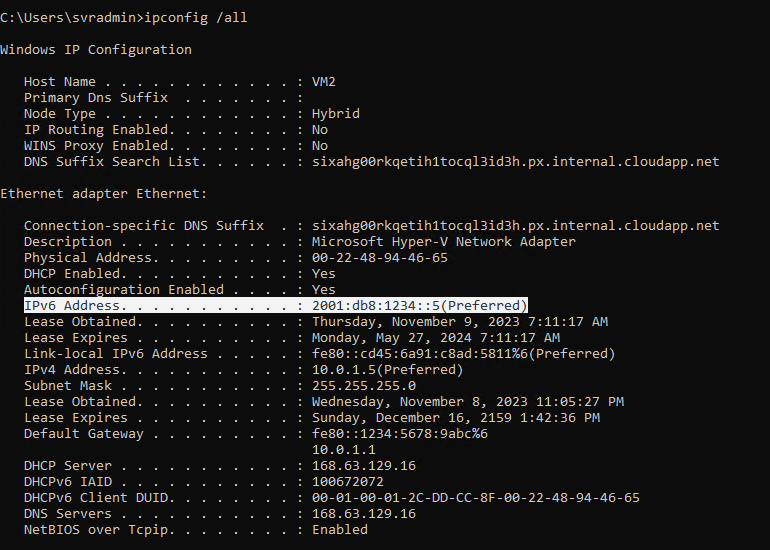 C:\Users\svradmin>ipconfig /all
Windows IP Configuration
Host Name . . . . . . . . . . . . : VM2
Primary Dns Suffix  . . . . . . . :
Node Type . . . . . . . . . . . . : Hybrid
IP Routing Enabled. . . . . . . . : No
WINS Proxy Enabled. . . . . . . . : No
DNS Suffix Search List. . . . . . : sixahg00rkqetih1tocql3id3h.px.internal.cloudapp.net
Ethernet adapter Ethernet:
Connection-specific DNS Suffix  . : sixahg00rkqetih1tocql3id3h.px.internal.cloudapp.net
Description . . . . . . . . . . . : Microsoft Hyper-V Network Adapter
Physical Address. . . . . . . . . : 00-22-48-94-46-65
DHCP Enabled. . . . . . . . . . . : Yes
Autoconfiguration Enabled . . . . : Yes
IPv6 Address. . . . . . . . . . . : 2001:db8:1234::5(Preferred)
Lease Obtained. . . . . . . . . . : Thursday, November 9, 2023 7:11:17 AM
Lease Expires . . . . . . . . . . : Monday, May 27, 2024 7:11:17 AM
Link-local IPv6 Address . . . . . : fe80::cd45:6a91:c8ad:5811%6(Preferred)
IPv4 Address. . . . . . . . . . . : 10.0.1.5(Preferred)
Subnet Mask . . . . . . . . . . . : 255.255.255.0
Lease Obtained. . . . . . . . . . : Wednesday, November 8, 2023 11:05:27 PM
Lease Expires . . . . . . . . . . : Sunday, December 16, 2159 1:42:36 PM
Default Gateway . . . . . . . . . : fe80::1234:5678:9abc%6
10.0.1.1
DHCP Server . . . . . . . . . . . : 168.63.129.16
DHCPv6 IAID . . . . . . . . . . . : 100672072
DHCPv6 Client DUID. . . . . . . . : 00-01-00-01-2C-DD-CC-8F-00-22-48-94-46-65
DNS Servers . . . . . . . . . . . : 168.63.129.16
NetBIOS over Tcpip. . . . . . . . : Enabled